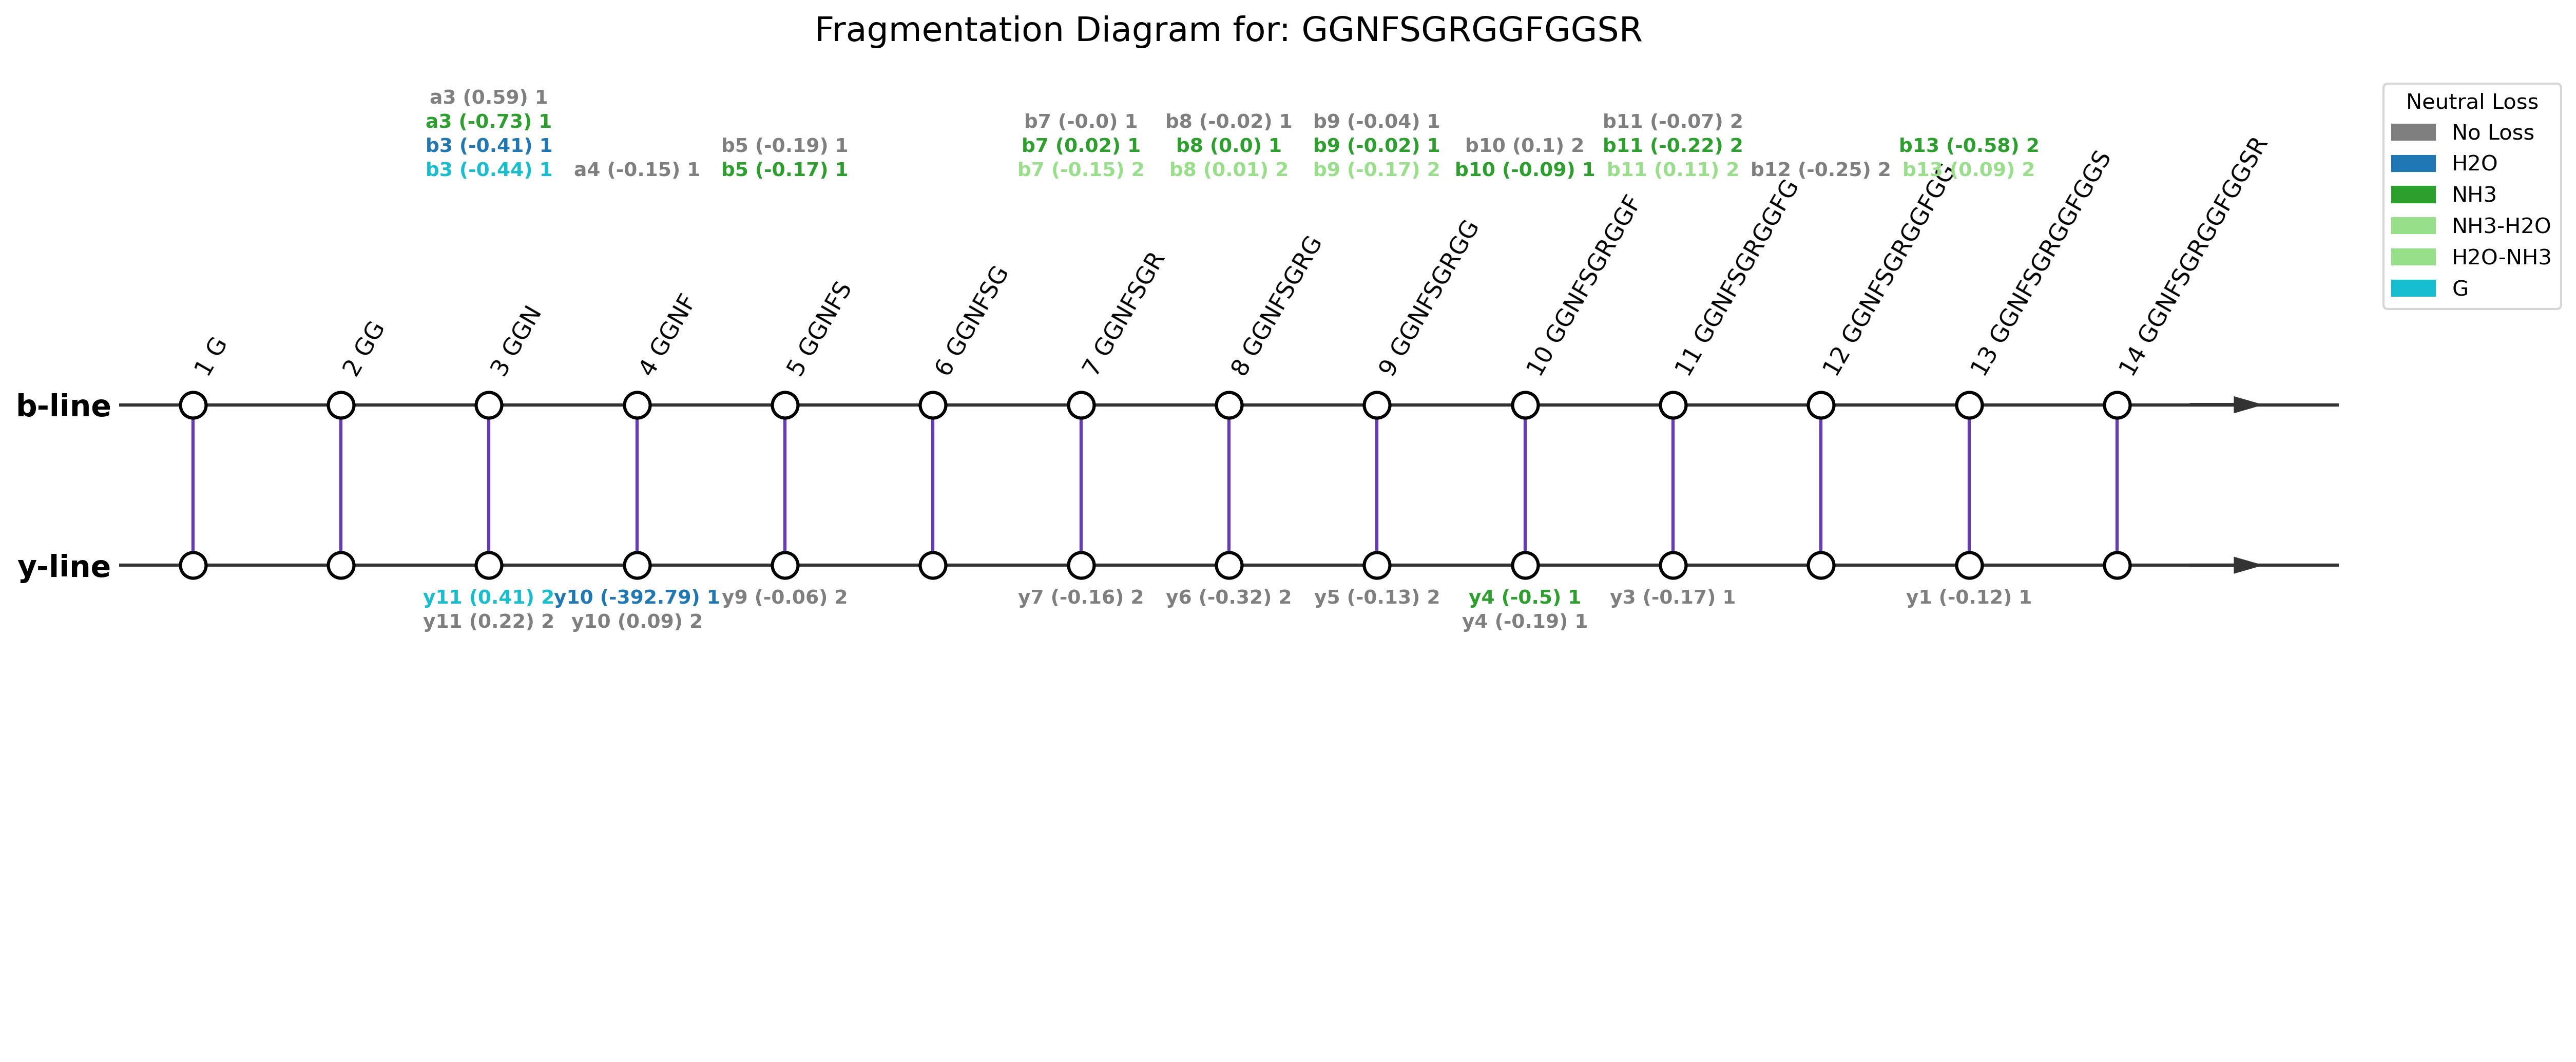 Fragmentation Diagram for: GGNFSGRGGFGGSR
a3 (0.59) 1
a3 (-0.73) 1 b7 (-0.0) 1 b8 (-0.02) 1 b9 (-0.04) 1 b11 (-0.07) 2
b3 (-0.41) 1 b5 (-0.19) 1 b7 (0.02) 1 b8 (0.0) 1 b9 (-0.02) 1 b10 (0.1) 2 b11 (-0.22) 2 b13 (-0.58) 2
b3 (-0.44) 1 a4 (-0.15) 1 b5 (-0.17) 1 b7 (-0.15) 2 b8 (0.01) 2 b9 (-0.17) 2 b10 (-0.09) 1 b11 (0.11) 2 b12 (-0.25) 2 b13 (0.09) 2
Neutral Loss
No Loss
H2O
NH3
NH3-H2O
H2O-NH3
G
1 G
2 GG
3 GGN
4 GGNF
5 GGNFS
6 GGNFSG
7 GGNFSGR
8 GGNFSGRG
9 GGNFSGRGG
10 GGNFSGRGGF
11 GGNFSGRGGFG
12 GGNFSGRGGFGG
13 GGNFSGRGGFGGS
14 GGNFSGRGGFGGSR
b-line
y-line
y11 (0.41) 2 y10 (-392.79) 1 y9 (-0.06) 2 y7 (-0.16) 2 y6 (-0.32) 2 y5 (-0.13) 2 y4 (-0.5) 1 y3 (-0.17) 1 y1 (-0.12) 1
y11 (0.22) 2 y10 (0.09) 2 y4 (-0.19) 1